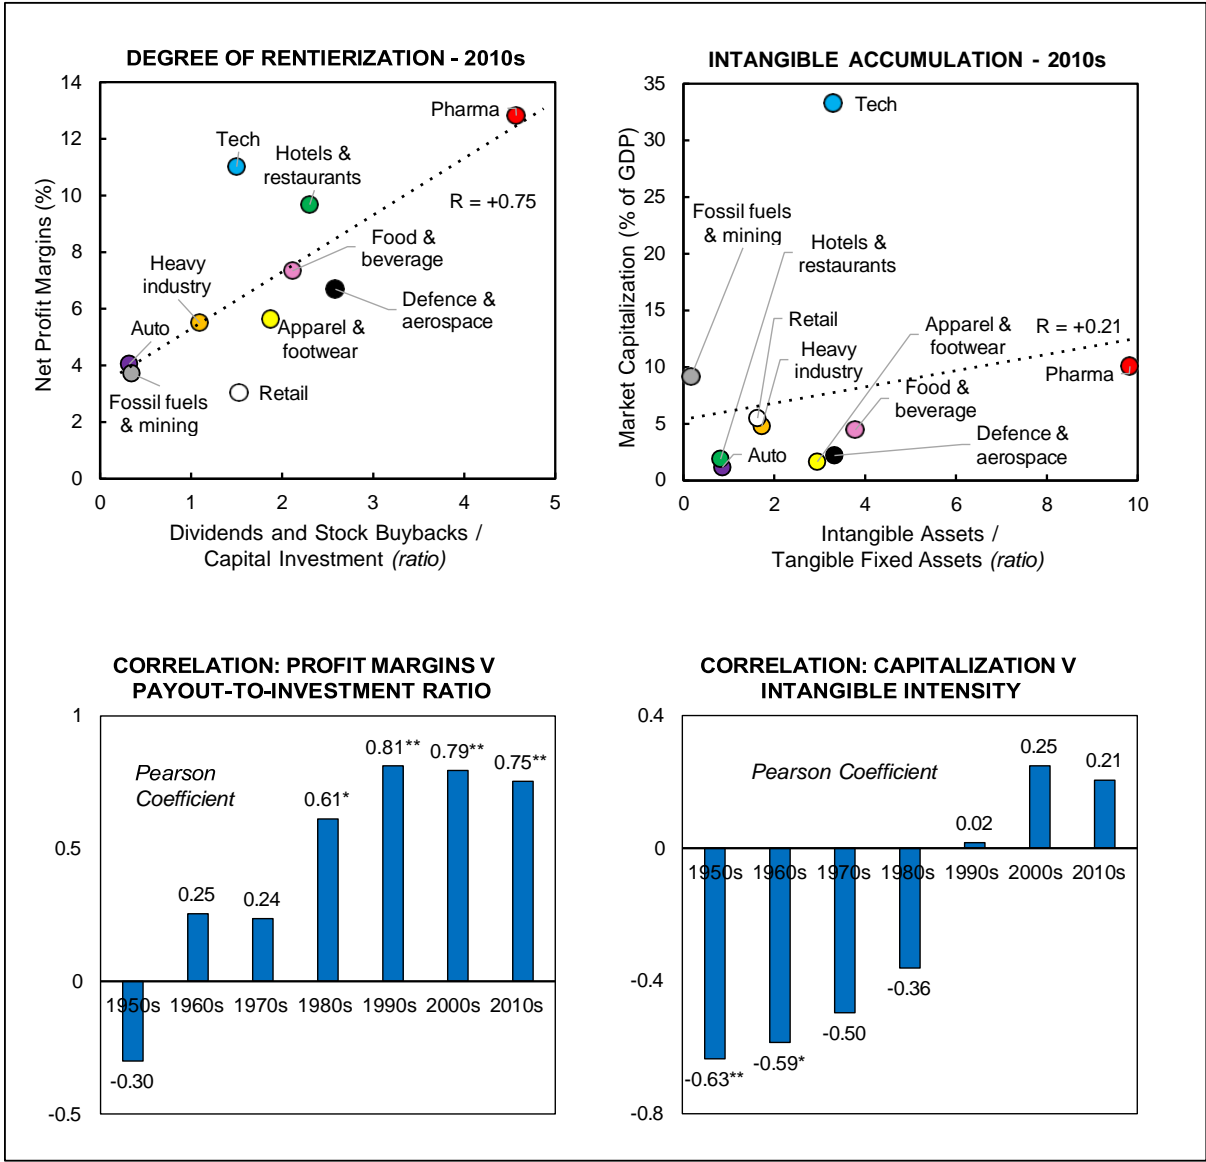 DEGREE OF RENTIERIZATION - 2010s
Net Profit Margins (%)
14
12
10
8
6
4
2
0
Pharma
Tech
Hotels &
restaurants
R = +0.75
Food &
beverage
Heavy
industry
Defence &
aerospace
Auto
Apparel &
footwear
Retail
Fossil fuels
& mining
0 1 2 3 4 5
Dividends and Stock Buybacks /
Capital Investment (ratio)
INTANGIBLE ACCUMULATION - 2010s
Market Capitalization (% of GDP)
35
30
25
20
15
10
5
0
Tech
Fossil fuels
& mining
Hotels &
restaurants
Retail
Apparel &
footwear
R = +0.21
Heavy
industry
Pharma
Food &
beverage
Defence &
aerospace
Auto
0 2 4 6 8 10
Intangible Assets /
Tangible Fixed Assets (ratio)
CORRELATION: PROFIT MARGINS V
PAYOUT-TO-INVESTMENT RATIO
1
0.5
0
-0.5
Pearson
Coefficient
-0.30
0.25
0.24
0.61*
0.81**
0.79**
0.75**
1950s 1960s 1970s 1980s 1990s 2000s 2010s
CORRELATION: CAPITALIZATION V
INTANGIBLE INTENSITY
0.4
0
-0.4
-0.8
Pearson Coefficient
-0.63**
-0.59*
-0.50
-0.36
0.02
0.25
0.21
1950s 1960s 1970s 1980s 1990s 2000s 2010s